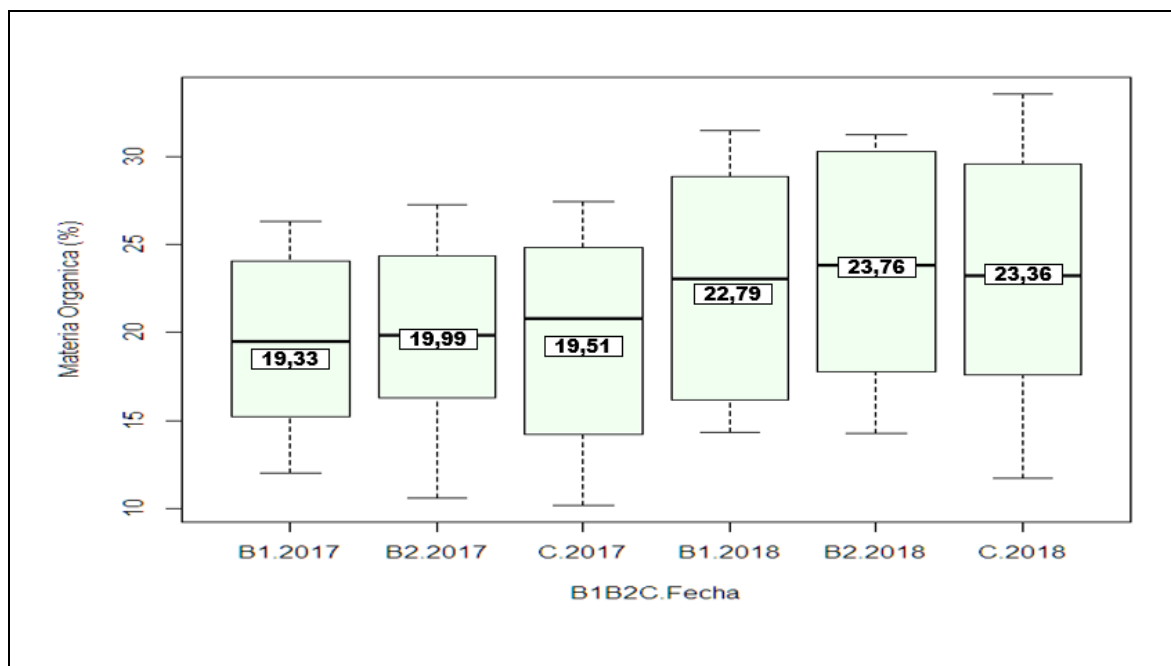 Materia Organica (%)
30
25
20
15
10
19,33
19,99
19,51
22,79
23,76
23,36
B1.2017
B2.2017
C.2017
B1.2018
B2.2018
C.2018
B1B2C.Fecha